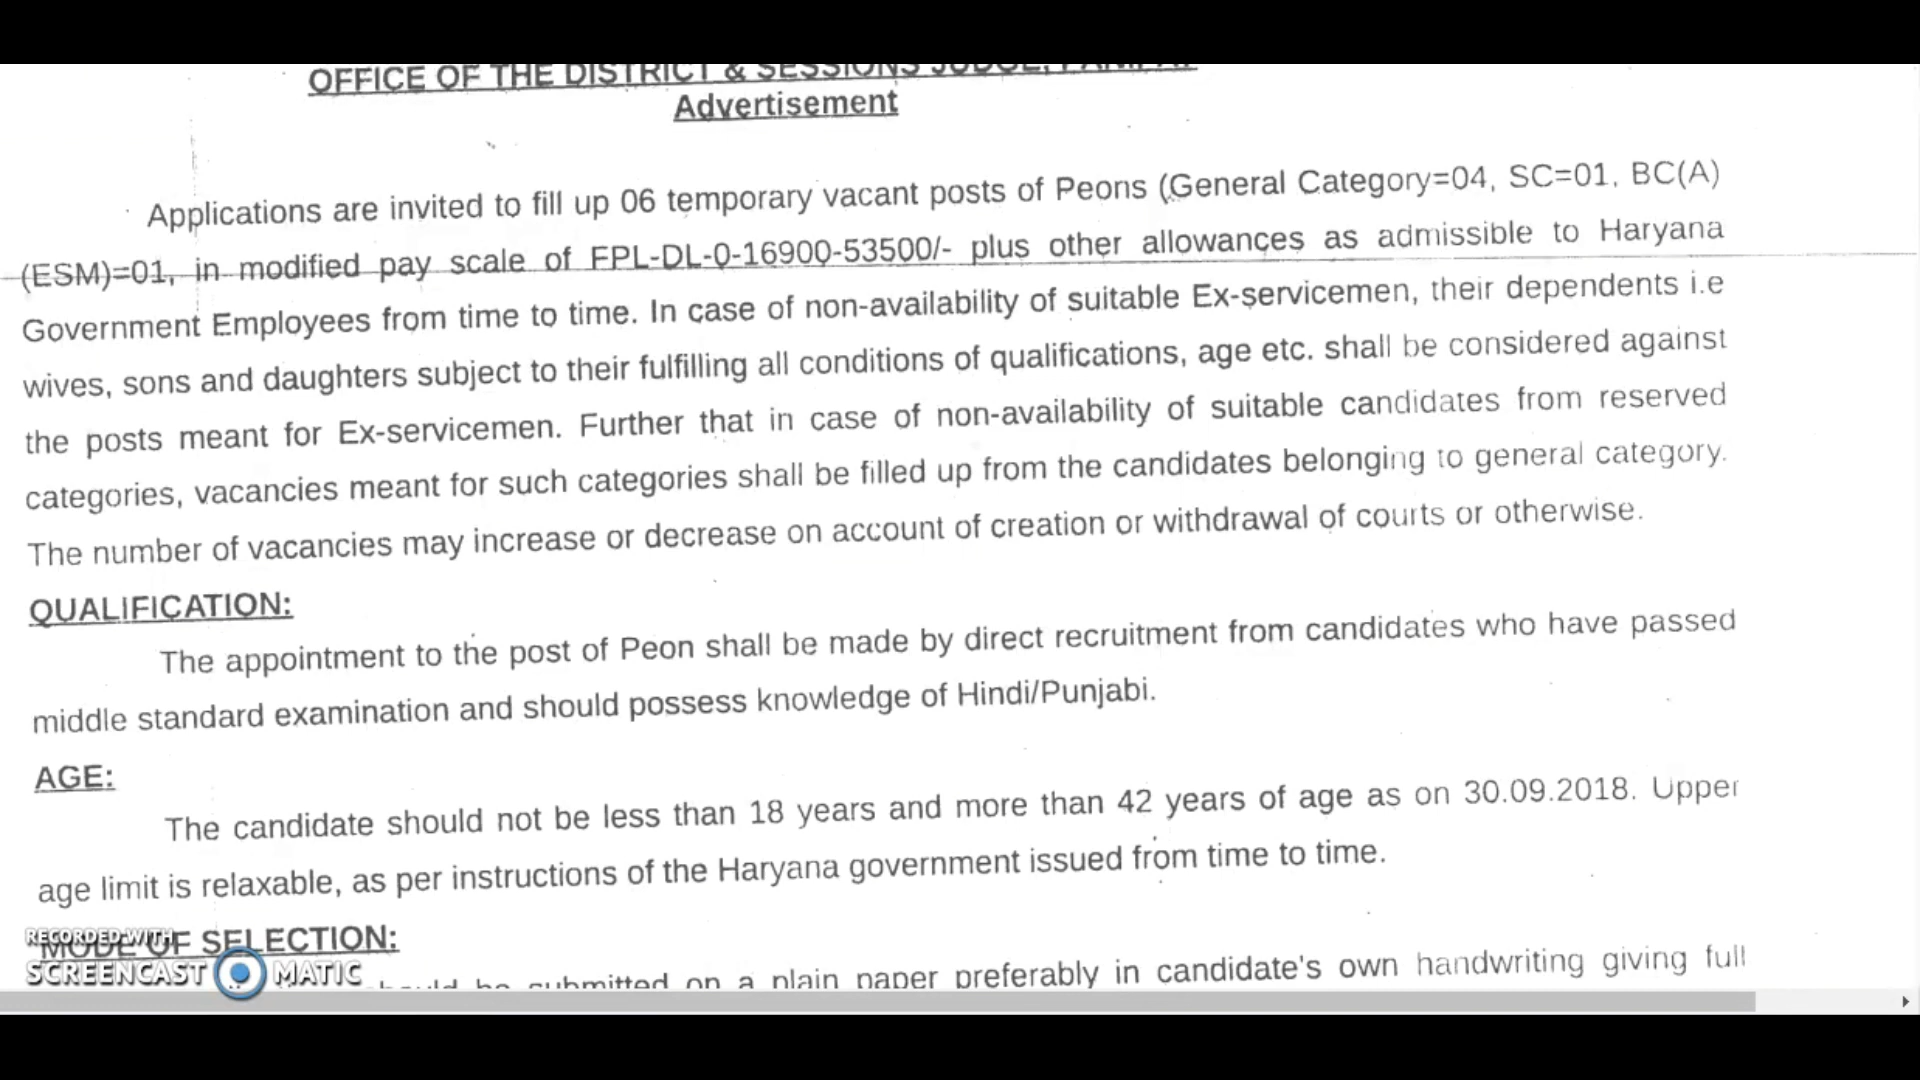 OFFICE OF THE DISTRICT & SESSIONS JUDGE, PANIPAT
Advertisement
Applications are invited to fill up 06 temporary vacant posts of Peons (General Category=04, SC=01, BC(A)
(ESM)=01, in modified pay scale of FPL-DL-0-16900-53500/- plus other allowances as admissible to Haryana
Government Employees from time to time. In case of non-availability of suitable Ex-servicemen, their dependents i.e
wives, sons and daughters subject to their fulfilling all conditions of qualifications, age etc. shall be considered against
the posts meant for Ex-servicemen. Further that in case of non-availability of suitable candidates from reserved
categories, vacancies meant for such categories shall be filled up from the candidates belonging to general category.
The number of vacancies may increase or decrease on account of creation or withdrawal of courts or otherwise.
QUALIFICATION:
The appointment to the post of Peon shall be made by direct recruitment from candidates who have passed
middle standard examination and should possess knowledge of Hindi/Punjabi.
AGE:
The candidate should not be less than 18 years and more than 42 years of age as on 30.09.2018. Upper
age limit is relaxable, as per instructions of the Haryana government issued from time to time.
MODE OF SELECTION:
should be submitted on a plain paper preferably in candidate's own handwriting giving full
RECORDED WITH
SCREENCAST MATIC